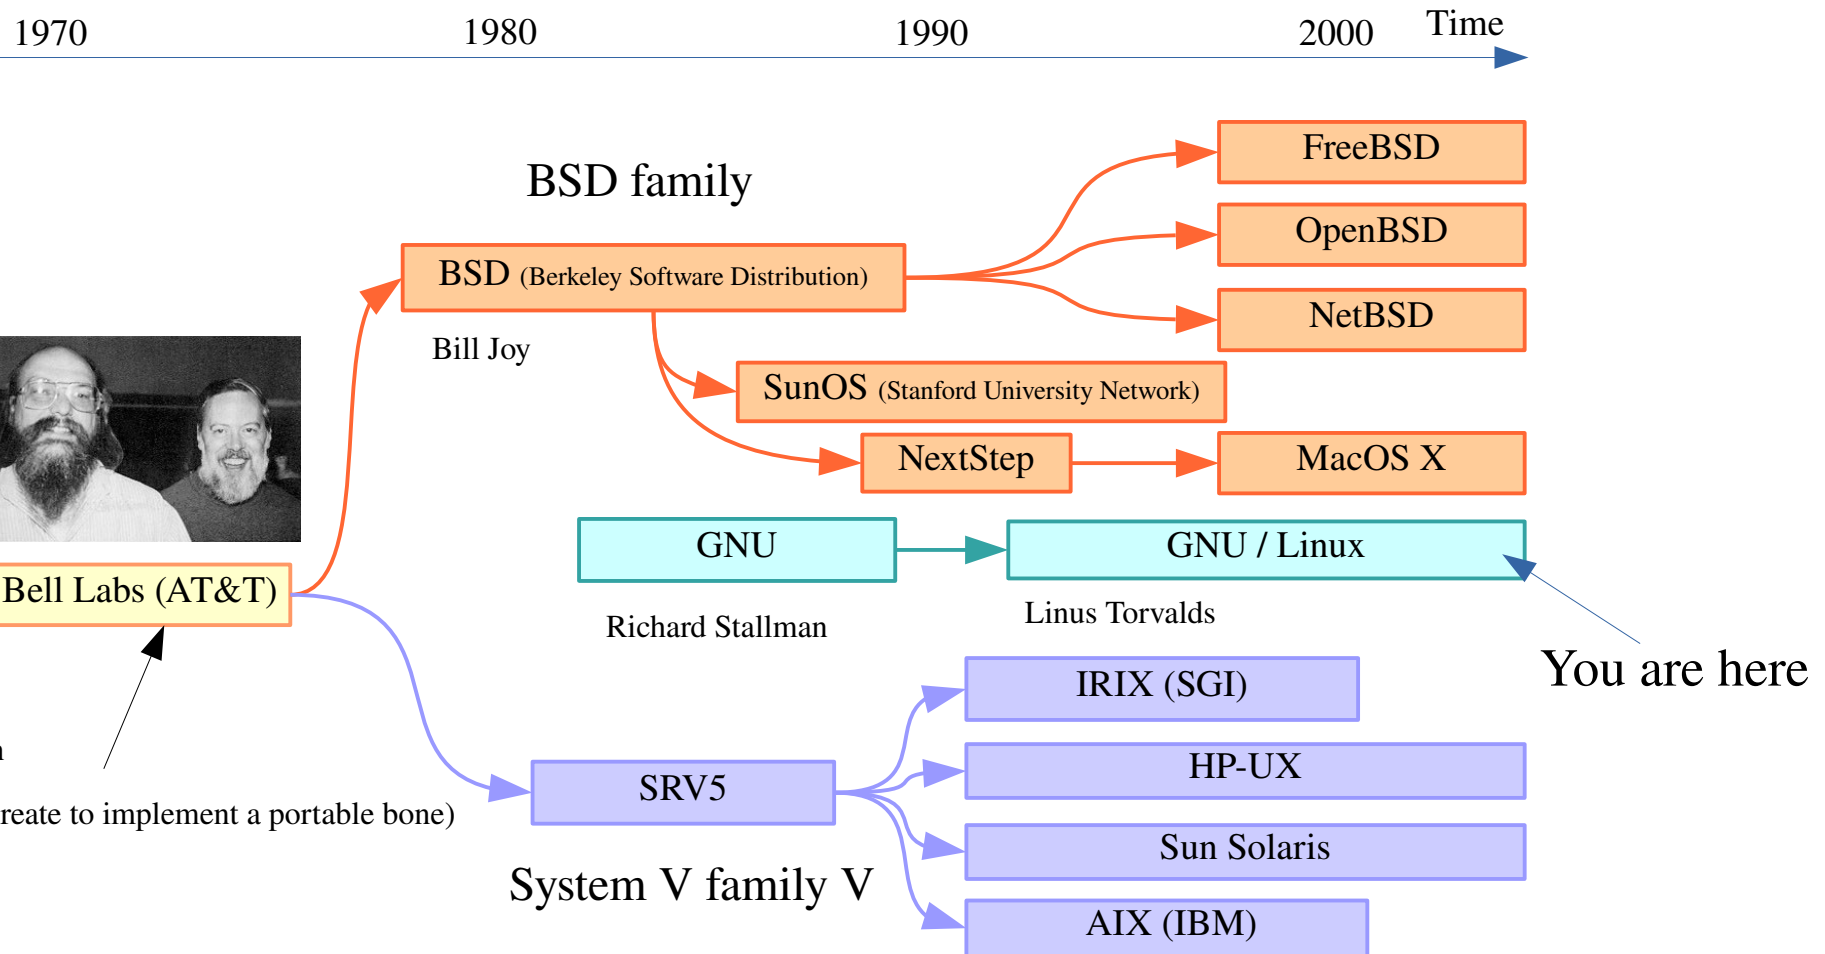 1970 1980 1990 2000 Time
FreeBSD
BSD family
OpenBSD
BSD (Berkeley Software Distribution)
NetBSD
Bill Joy
SunOS (Stanford University Network)
NextStep
MacOS X
GNU
GNU / Linux
Bell Labs (AT&T)
Richard Stallman
Linus Torvalds
You are here
IRIX (SGI)
HP-UX
SRV5
reate to implement a portable bone)
Sun Solaris
System V family V
AIX (IBM)